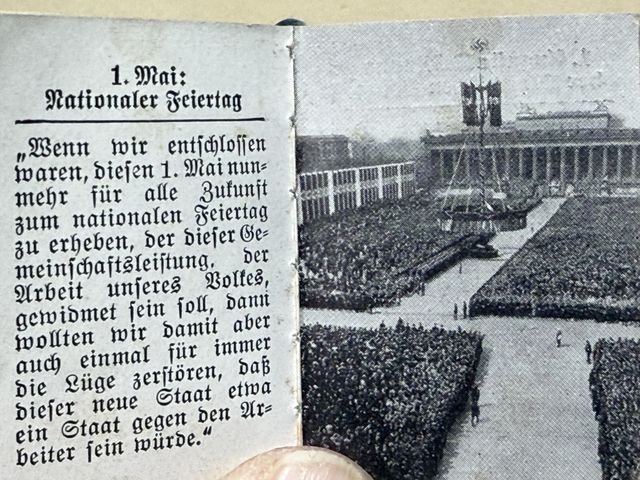 1. Mai:
Nationaler Feiertag
„Wenn wir entschlossen
waren, diesen 1. Mai nun-
mehr für alle Zukunft
zum nationalen Feiertag
zu erheben, der dieser Ge-
meinschaftsleistung, der
Arbeit unseres Volkes,
gewidmet sein soll, dann
wollten wir damit aber
auch einmal für immer
die Lüge zerstören, daß
dieser neue Staat etwa
ein Staat gegen den Ar-
beiter sein würde.“